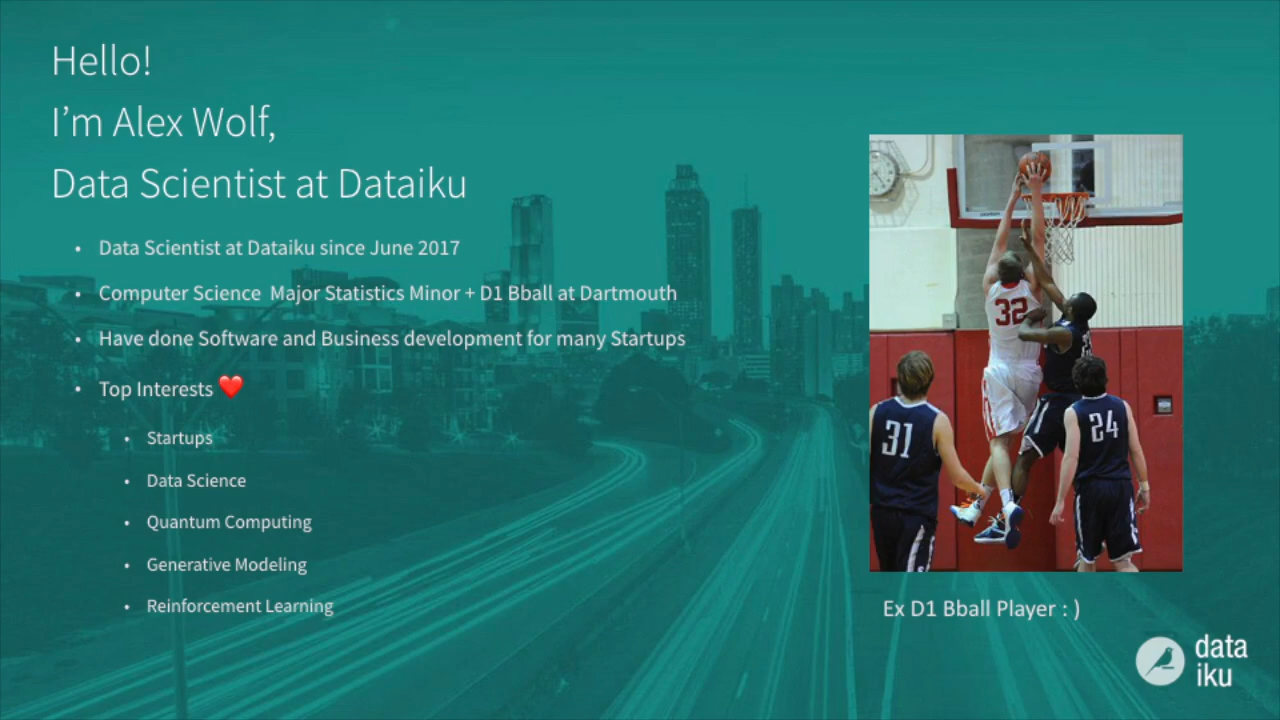 Hello!
I’m Alex Wolf,
Data Scientist at Dataiku
• Data Scientist at Dataiku since June 2017
• Computer Science  Major Statistics Minor + D1 Bball at Dartmouth
• Have done Software and Business development for many Startups
• Top Interests ❤️
• Startups
• Data Science
• Quantum Computing
• Generative Modeling
• Reinforcement Learning
32
31
24
Ex D1 Bball Player : )
data
iku